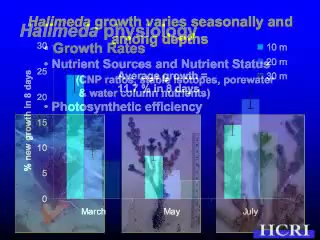 Halimeda growth varies seasonally and among depths
Halimeda physiology
• Growth Rates
• Nutrient Sources and Nutrient Status
(CNP ratios, stable isotopes, porewater
& water column nutrients)
• Photosynthetic efficiency
Average growth =
11.7 % in 8 days
10 m
20 m
30 m
% new growth in 8 days
30
25
20
15
10
5
0
March May July
HCRI